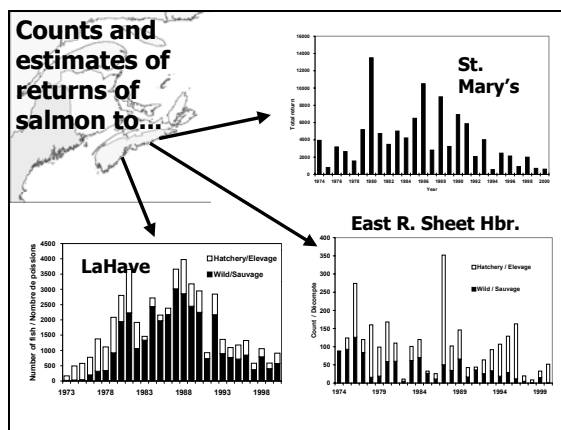 Counts and
estimates of
returns of
salmon to...
St.
Mary's
Total return
16000
14000
12000
10000
8000
6000
4000
2000
0
1974 1976 1978 1980 1982 1984 1986 1988 1990 1992 1994 1996 1998 2000
Year
LaHave
Hatchery/Elevage
Wild/Sauvage
Number of fish / Nombre de poissions
4500
4000
3500
3000
2500
2000
1500
1000
500
0
1973 1978 1983 1988 1993 1998
East R. Sheet Hbr.
Hatchery / Elevage
Wild / Sauvage
Count / Décompte
400
350
300
250
200
150
100
50
0
1974 1979 1984 1989 1994 1999